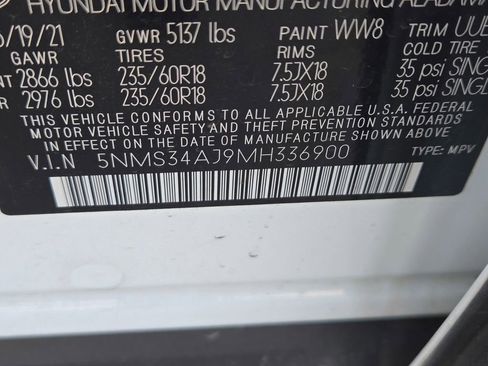 HYUNDAI MOTOR MANUFACTURING ALABAMA
/19/21 GVWR 5137 lbs PAINT WW8 TRIM UUE
GAWR TIRES RIMS COLD TIRE
2866 lbs 235/60R18 7.5JX18 35 psi SINGL
2976 lbs 235/60R18 7.5JX18 35 psi SINGL
THIS VEHICLE CONFORMS TO ALL APPLICABLE U.S.A. FEDERAL
MOTOR VEHICLE SAFETY AND THEFT PREVENTION STANDARDS
IN EFFECT ON THE DATE OF MANUFACTURE SHOWN ABOVE.
V.I.N 5NMS34AJ9MH336900 TYPE: MPV